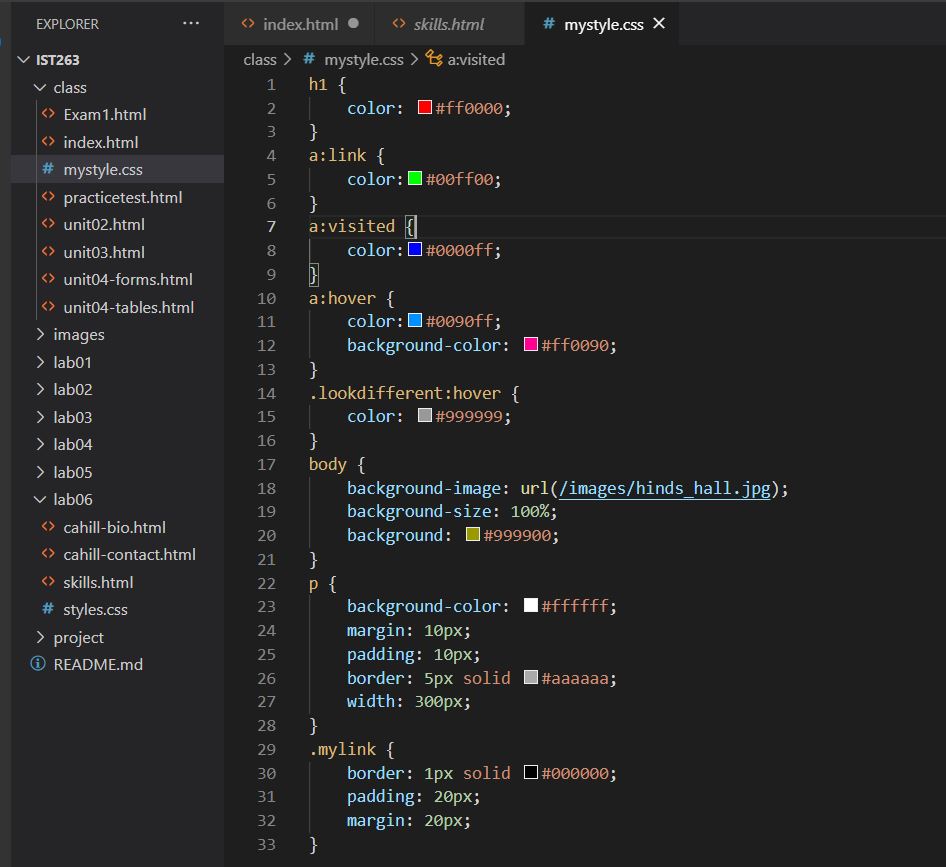 EXPLORER ...
IST263
class
Exam1.html
index.html
mystyle.css
practicetest.html
unit02.html
unit03.html
unit04-forms.html
unit04-tables.html
images
lab01
lab02
lab03
lab04
lab05
lab06
cahill-bio.html
cahill-contact.html
skills.html
styles.css
project
README.md
index.html
skills.html
mystyle.css
class > mystyle.css > a:visited
1 h1 {
2 color: #ff0000;
3 }
4 a:link {
5 color: #00ff00;
6 }
7 a:visited {
8 color: #0000ff;
9 }
10 a:hover {
11 color: #0090ff;
12 background-color: #ff0090;
13 }
14 .lookdifferent:hover {
15 color: #999999;
16 }
17 body {
18 background-image: url(/images/hinds_hall.jpg);
19 background-size: 100%;
20 background: #999900;
21 }
22 p {
23 background-color: #ffffff;
24 margin: 10px;
25 padding: 10px;
26 border: 5px solid #aaaaaa;
27 width: 300px;
28 }
29 .mylink {
30 border: 1px solid #000000;
31 padding: 20px;
32 margin: 20px;
33 }